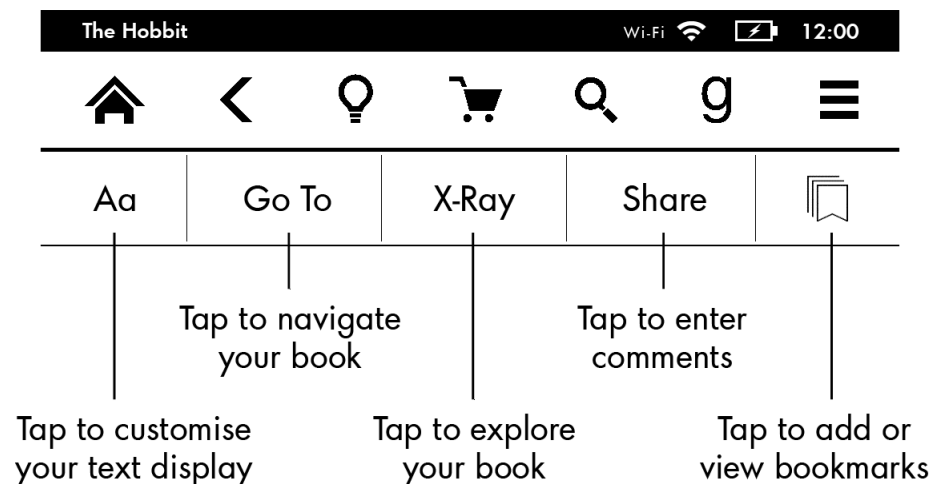 The Hobbit Wi-Fi 12:00
g
Aa Go To X-Ray Share
Tap to navigate
your book
Tap to enter
comments
Tap to customise
your text display
Tap to explore
your book
Tap to add or
view bookmarks